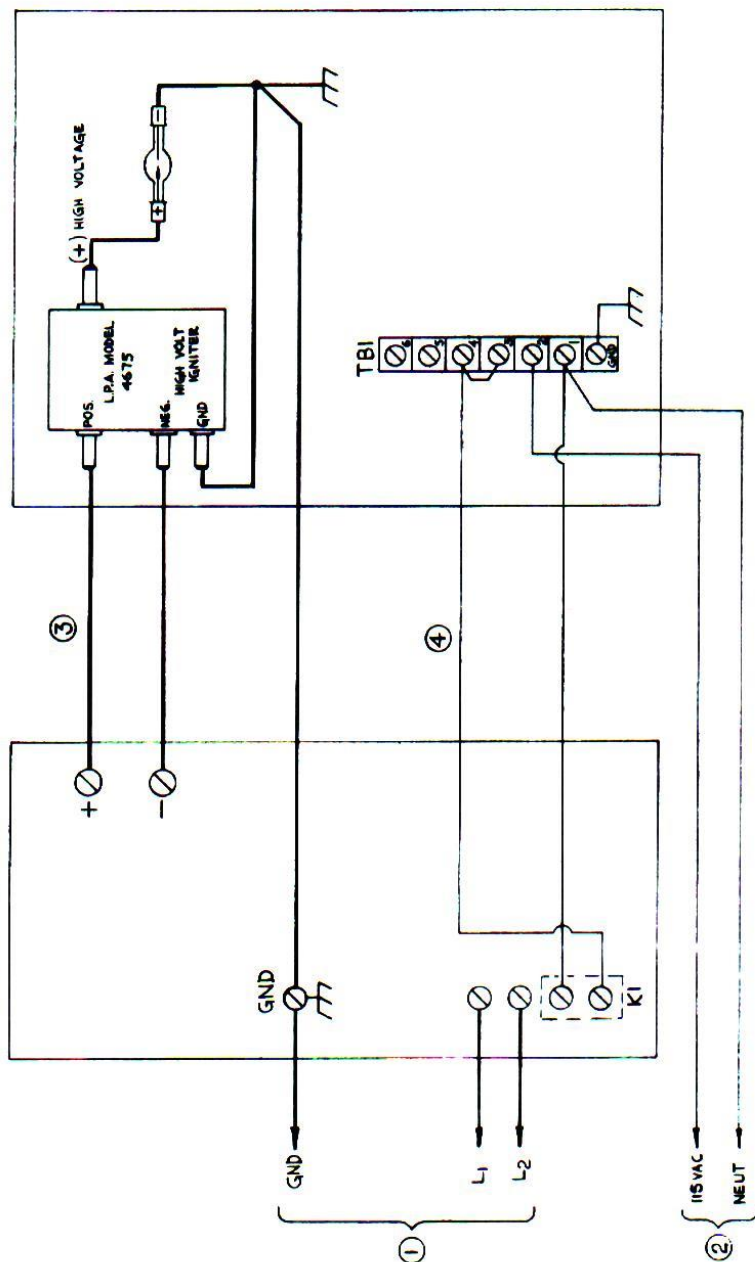 (+) HIGH VOLTAGE
+
-
L.P.A. MODEL
4675
POS.
NEG.
HIGH VOLT
IGNITER
GND
TB1
6
5
4
3
2
1
GND
③
④
+
-
GND
K1
GND
L1
L2
①
115 VAC
NEUT
②